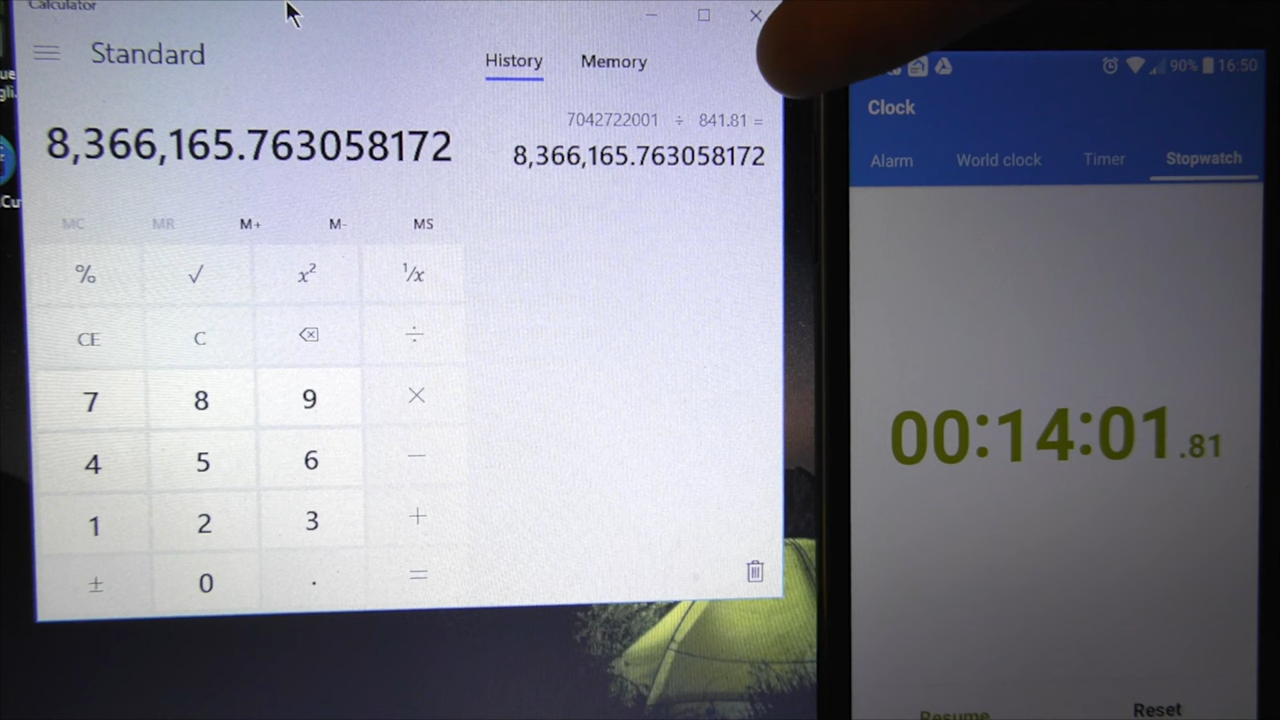 Calculator
Standard
History Memory
7042722001 ÷ 841.81 =
8,366,165.763058172
8,366,165.763058172
MC MR M+ M- MS
% √ x² ¹/x
CE C ÷
7 8 9 ×
4 5 6 −
1 2 3 +
± 0 . =
90% 16:50
Clock
Alarm World clock Timer Stopwatch
00:14:01.81
Resume Reset